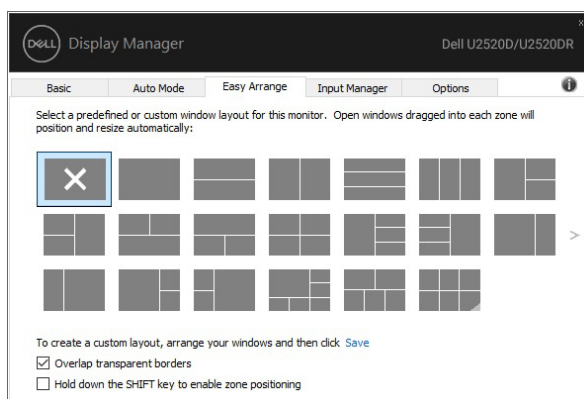 x
DELL Display Manager Dell U2520D/U2520DR
Basic Auto Mode Easy Arrange Input Manager Options i
Select a predefined or custom window layout for this monitor. Open windows dragged into each zone will
position and resize automatically:
>
To create a custom layout, arrange your windows and then click Save
Overlap transparent borders
Hold down the SHIFT key to enable zone positioning